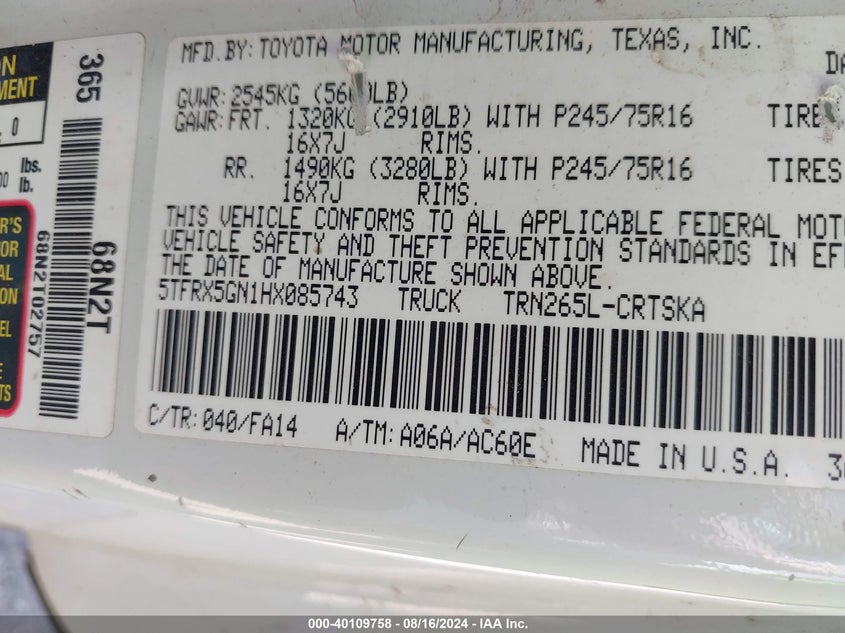 MFD. BY: TOYOTA MOTOR MANUFACTURING, TEXAS, INC.
GVWR: 2545KG
GAWR: FRT. 1320KG (2910LB) WITH P245/75R16 TIRES
16X7J RIMS.
RR. 1490KG (3280LB) WITH P245/75R16 TIRES
16X7J RIMS.
THIS VEHICLE CONFORMS TO ALL APPLICABLE FEDERAL
VEHICLE SAFETY AND THEFT PREVENTION STANDARDS IN
THE DATE OF MANUFACTURE SHOWN ABOVE.
5TFRX5GN1HX085743 TRUCK TRN265L-CRTSKA
C/TR: 040/FA14 A/TM: A06A/AC60E MADE IN U.S.A.
365
68N2T
68N2T02757
lbs.
lb.
000-40109758 - 08/16/2024 - IAA Inc.